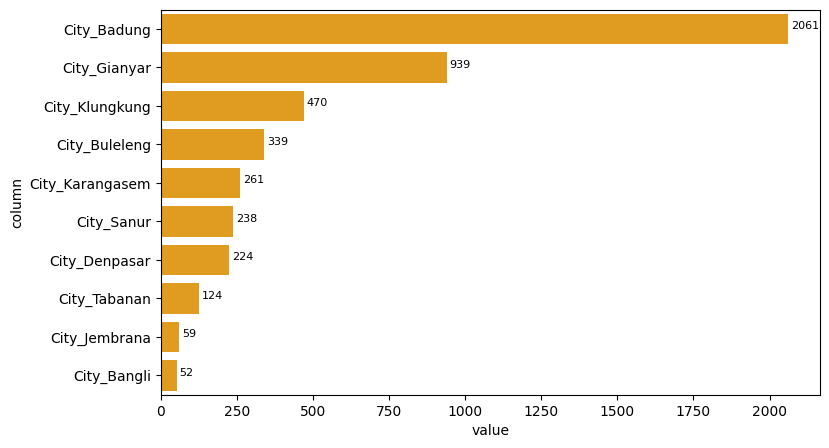 City_Badung 2061
City_Gianyar 939
City_Klungkung 470
City_Buleleng 339
City_Karangasem 261
City_Sanur 238
City_Denpasar 224
City_Tabanan 124
City_Jembrana 59
City_Bangli 52
column
0 250 500 750 1000 1250 1500 1750 2000
value